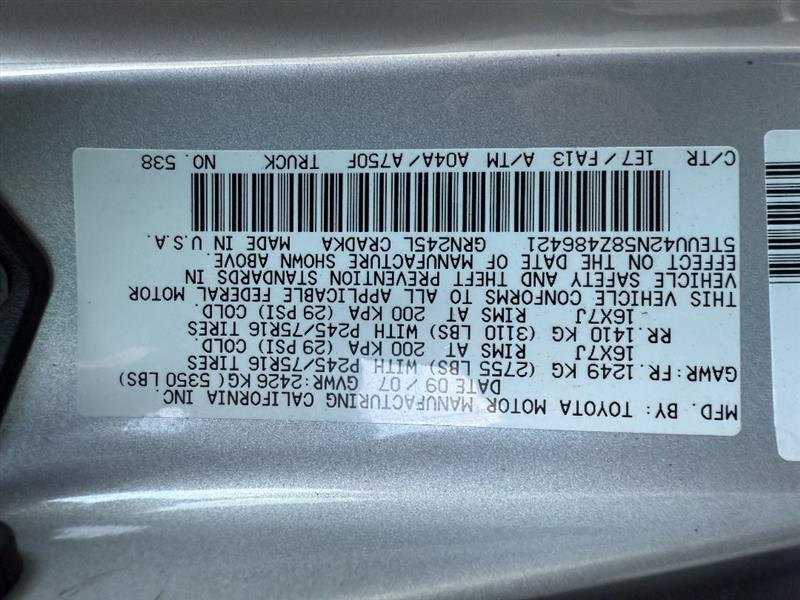 MFD. BY: TOYOTA MOTOR MANUFACTURING CALIFORNIA INC.
DATE 09/07 GVWR:2426KG(5350 LBS)
GAWR:FR.1249 KG (2755 LBS) WITH P245/75R16 TIRES
16X7J RIMS AT 200 KPA (29 PSI) COLD
RR.1410 KG (3110 LBS) WITH P245/75R16 TIRES
16X7J RIMS AT 200 KPA (29 PSI) COLD
THIS VEHICLE CONFORMS TO ALL APPLICABLE FEDERAL MOTOR
VEHICLE SAFETY AND THEFT PREVENTION STANDARDS IN
EFFECT ON THE DATE OF MANUFACTURE SHOWN ABOVE.
5TEUU42N58Z486421 GRN245L CRADKA MADE IN U.S.A.
C/TR 1E7/FA13 A/TM A04A/A750F TRUCK NO. 538